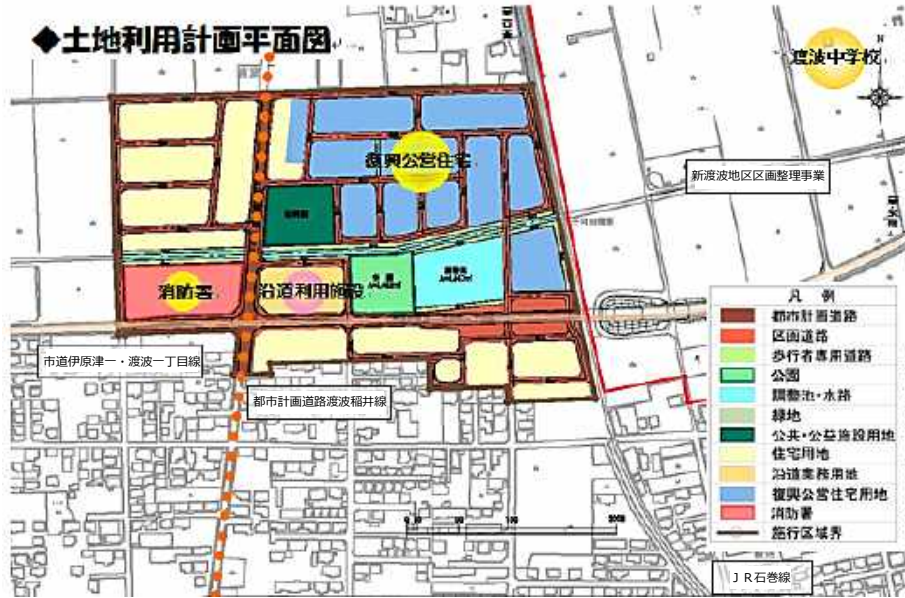 ◆土地利用計画平面図
渡波中学校
N
復興公営住宅
新渡波地区区画整理事業
消防署
沿道利用施設
公園
調整池
市道伊原津一・渡波一丁目線
都市計画道路渡波稲井線
凡 例
都市計画道路
区画道路
歩行者専用道路
公園
調整池・水路
緑地
公共・公益施設用地
住宅用地
沿道業務用地
復興公営住宅用地
消防署
施行区域界
ＪＲ石巻線